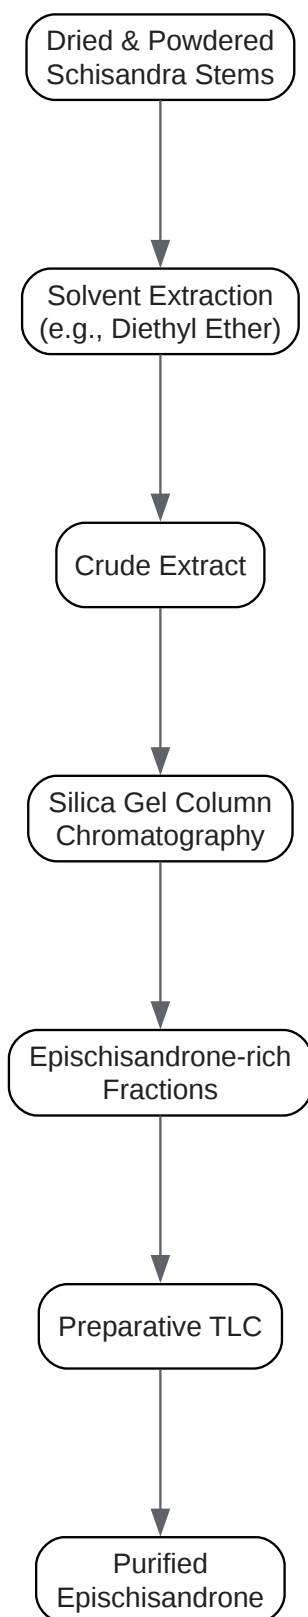 Dried & Powdered
Schisandra Stems
Solvent Extraction
(e.g., Diethyl Ether)
Crude Extract
Silica Gel Column
Chromatography
Epischisandrone-rich
Fractions
Preparative TLC
Purified
Epischisandrone